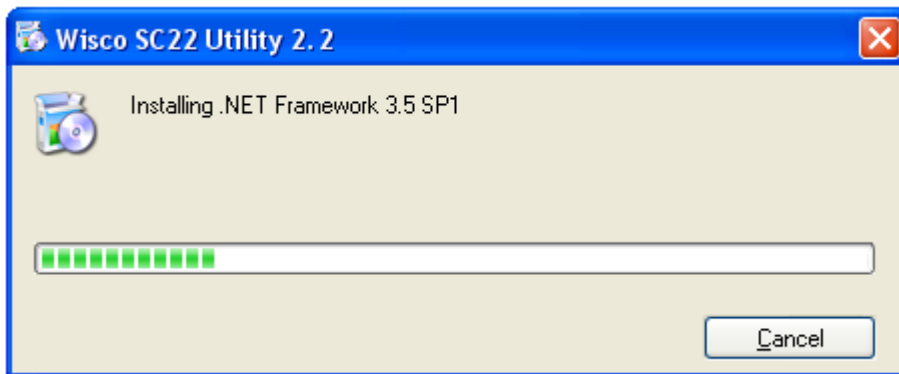 Wisco SC22 Utility 2. 2
Installing .NET Framework 3.5 SP1
Cancel